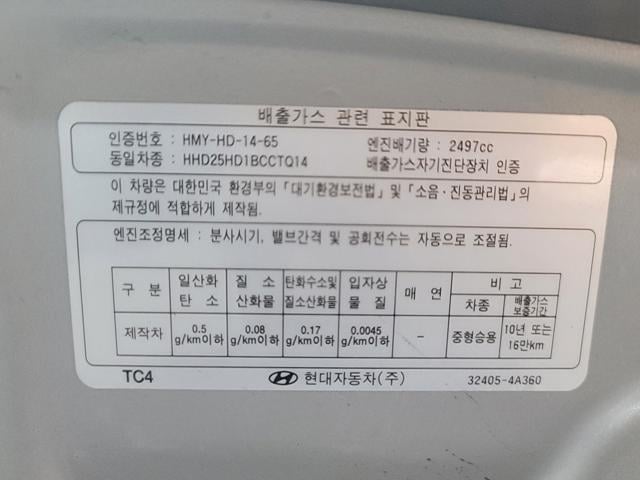 배출가스 관련 표지판
인증번호 : HMY-HD-14-65 엔진배기량 : 2497cc
동일차종 : HHD25HD1BCCTQ14 배출가스자기진단장치 인증
이 차량은 대한민국 환경부의 「대기환경보전법」 및 「소음·진동관리법」의
제규정에 적합하게 제작됨.
엔진조정명세 : 분사시기, 밸브간격 및 공회전수는 자동으로 조절됨.
구 분 일산화 탄 소 질 소 산화물 탄화수소및 질소산화물 입자상 물 질 매 연 비 고
차종 배출가스 보증기간
제작차 0.5 g/km이하 0.08 g/km이하 0.17 g/km이하 0.0045 g/km이하 - 중형승용 10년 또는 16만km
TC4 현대자동차(주) 32405-4A360